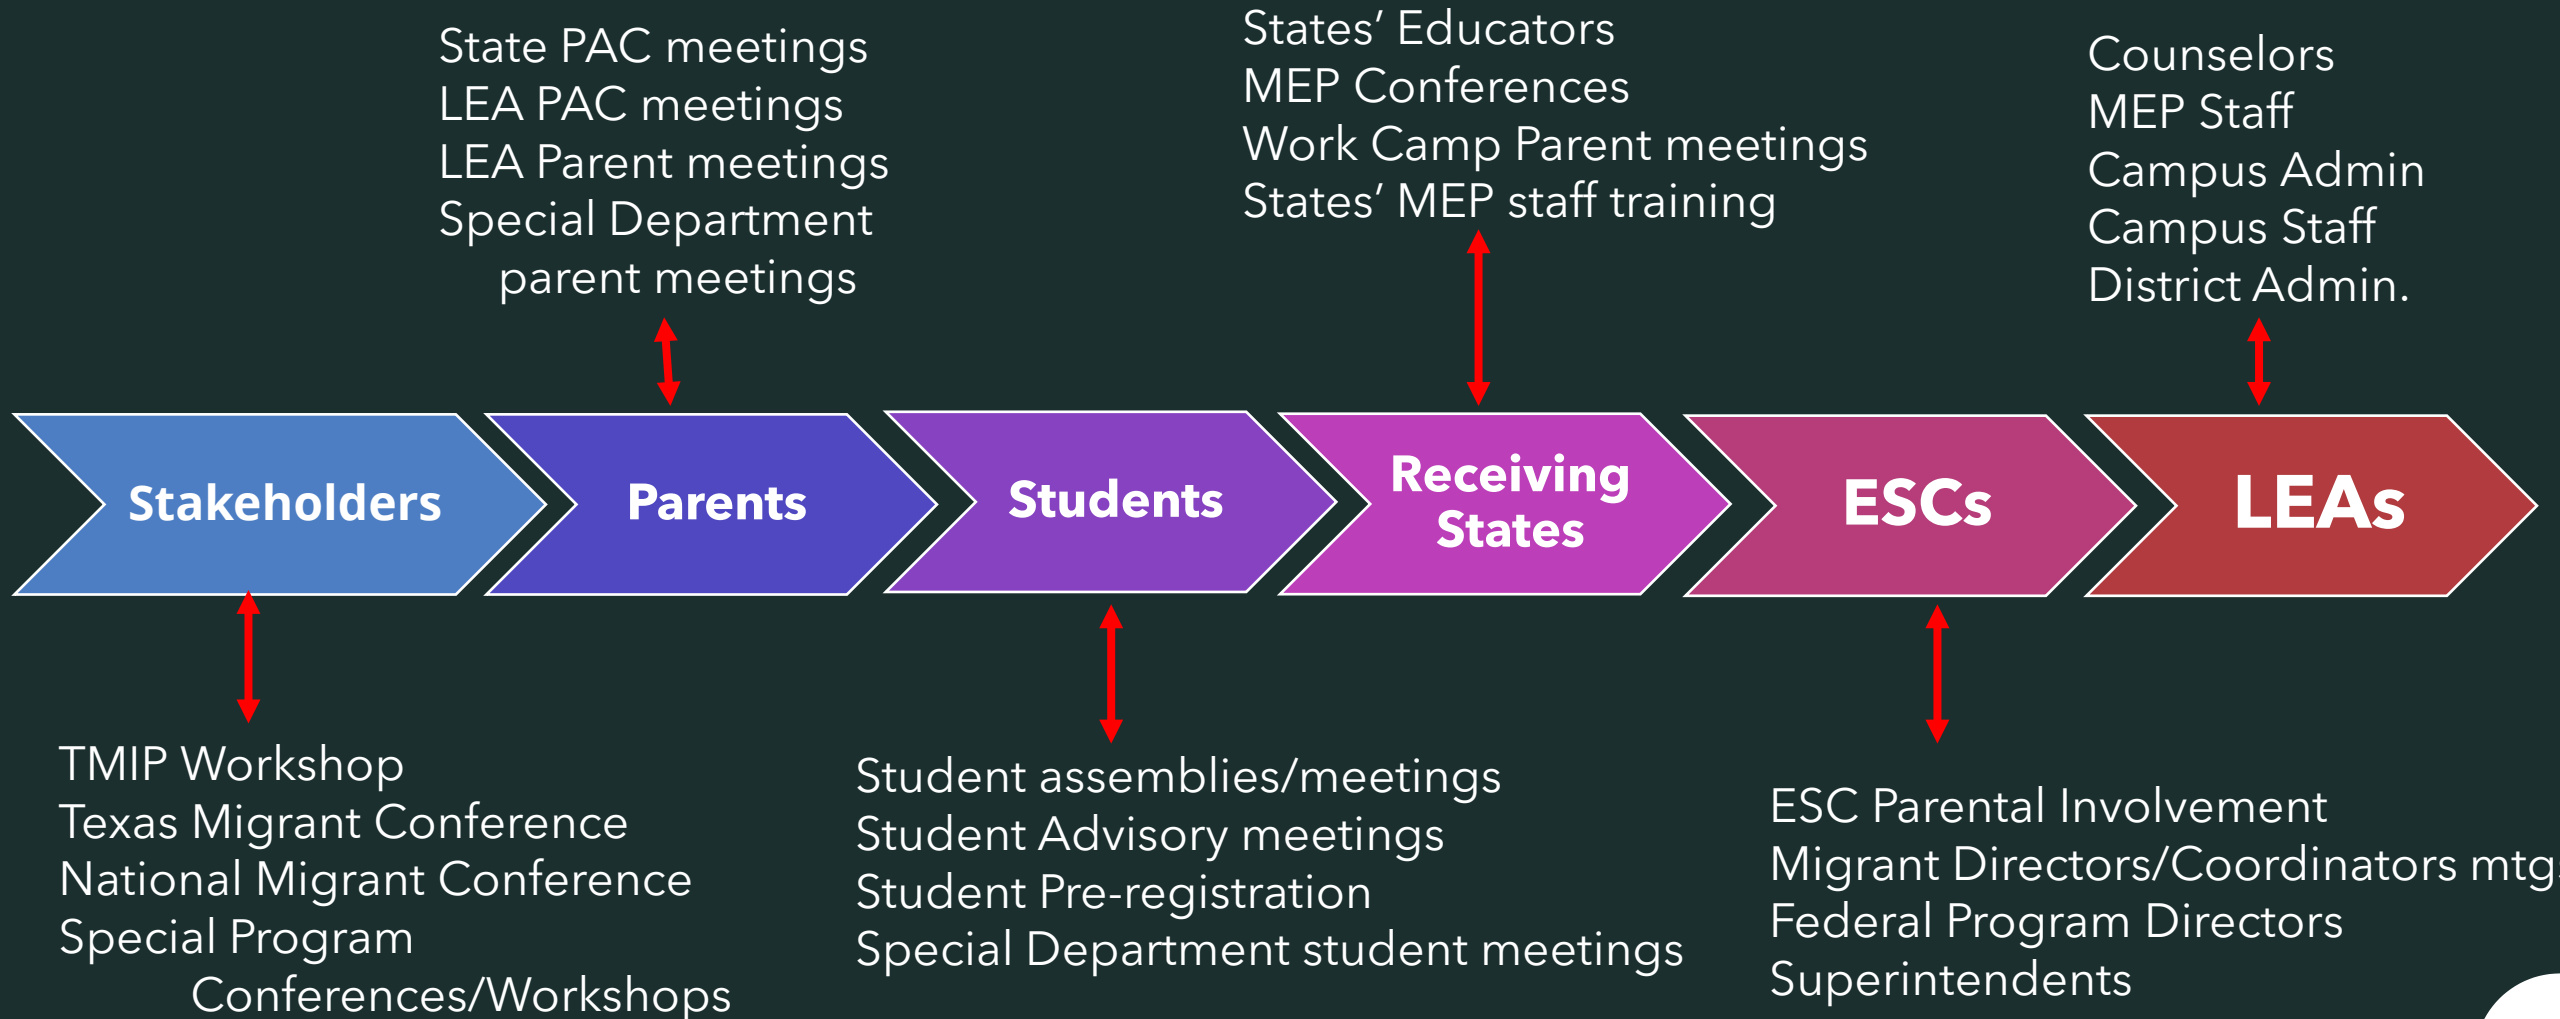 State PAC meetings
LEA PAC meetings
LEA Parent meetings
Special Department
parent meetings
States’ Educators
MEP Conferences
Work Camp Parent meetings
States’ MEP staff training
Counselors
MEP Staff
Campus Admin
Campus Staff
District Admin.
Stakeholders
Parents
Students
Receiving
States
ESCs
LEAs
TMIP Workshop
Texas Migrant Conference
National Migrant Conference
Special Program
Conferences/Workshops
Student assemblies/meetings
Student Advisory meetings
Student Pre-registration
Special Department student meetings
ESC Parental Involvement
Migrant Directors/Coordinators mtgs
Federal Program Directors
Superintendents